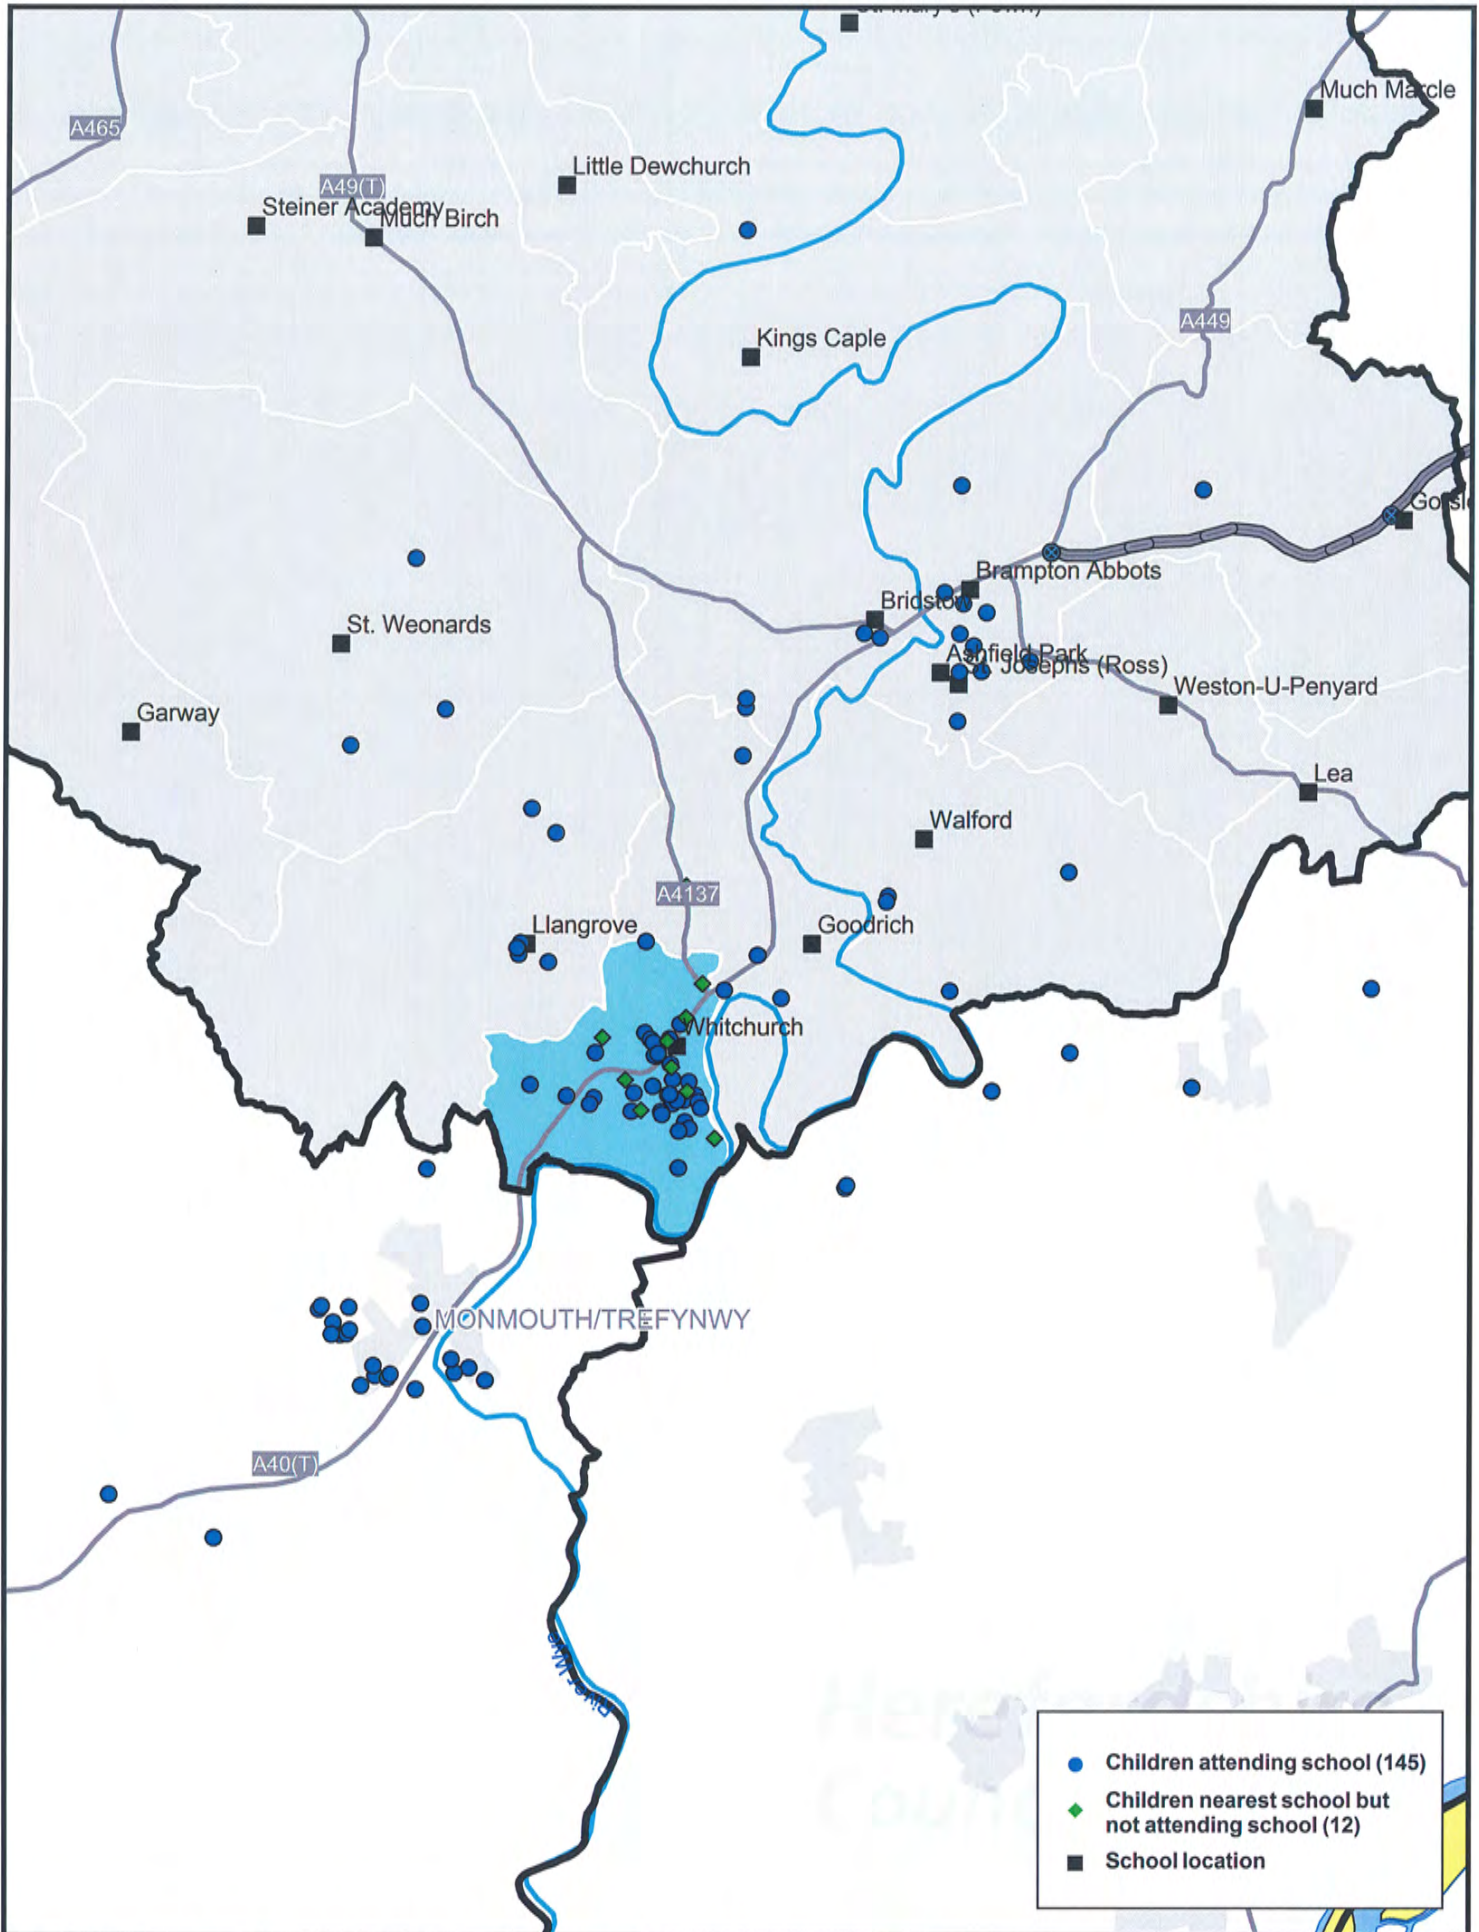 Much Marcle
A465
Little Dewchurch
A49(T)
Steiner Academy
Much Birch
A449
Kings Caple
Brampton Abbots
Bridstow
St. Weonards
Ashfield Park
St. Josephs (Ross)
Weston-U-Penyard
Garway
Lea
Walford
A4137
Llangrove
Goodrich
Whitchurch
MONMOUTH/TREFYNWY
A40(T)
River Wye
Children attending school (145)
Children nearest school but
not attending school (12)
School location